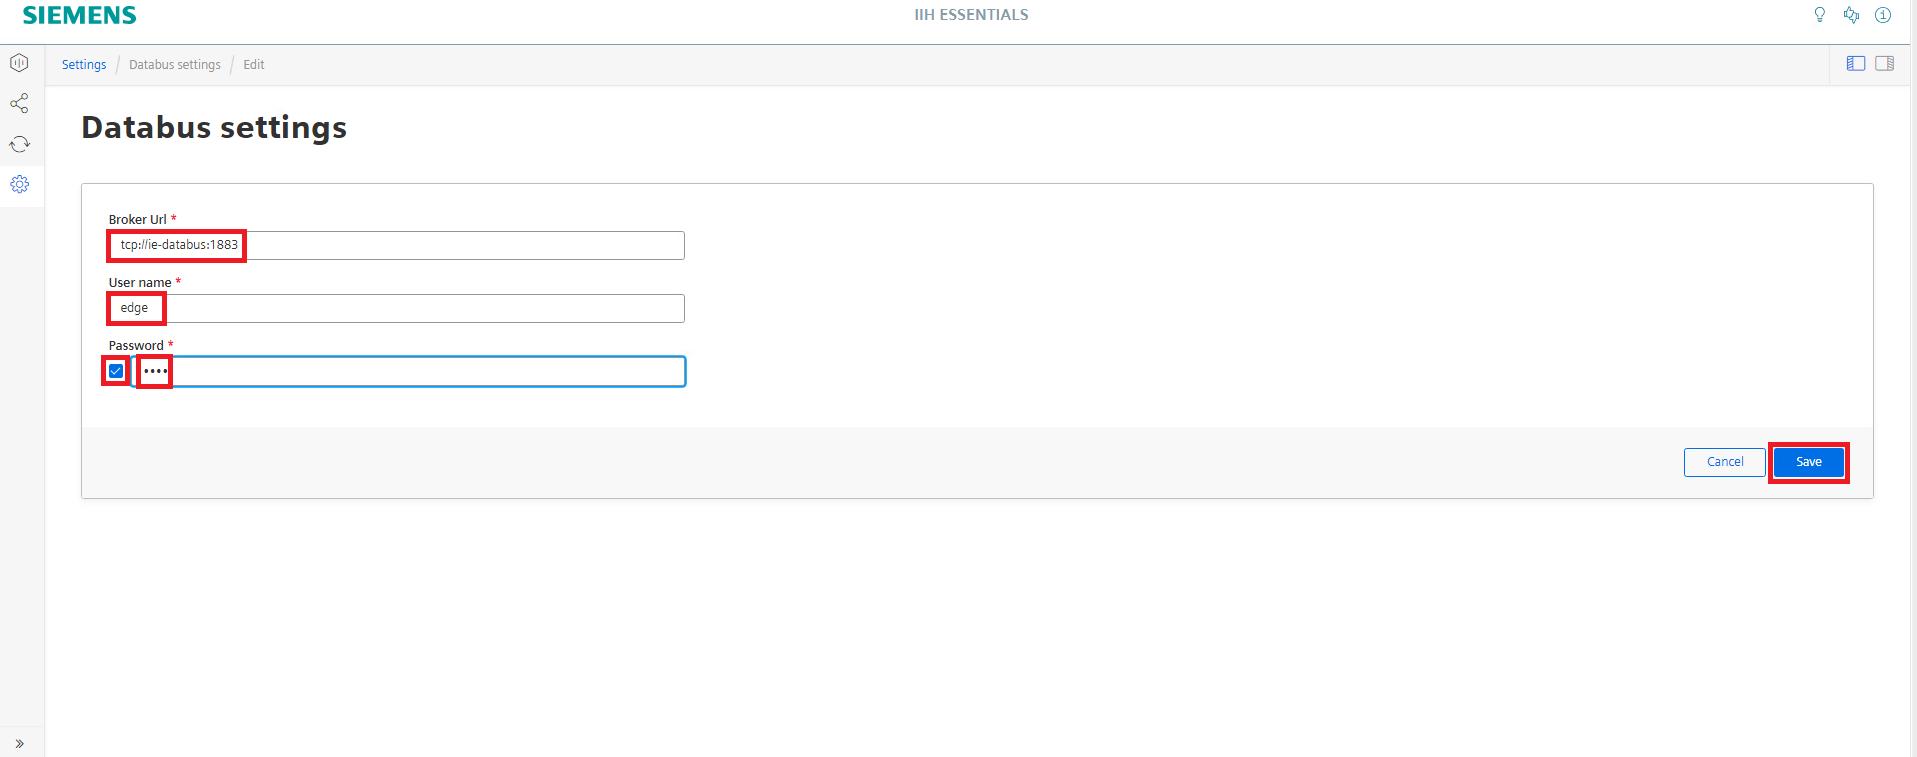 SIEMENS
IIH ESSENTIALS
Settings / Databus settings / Edit
Databus settings
Broker Url *
tcp://ie-databus:1883
User name *
edge
Password *
••••
Cancel
Save